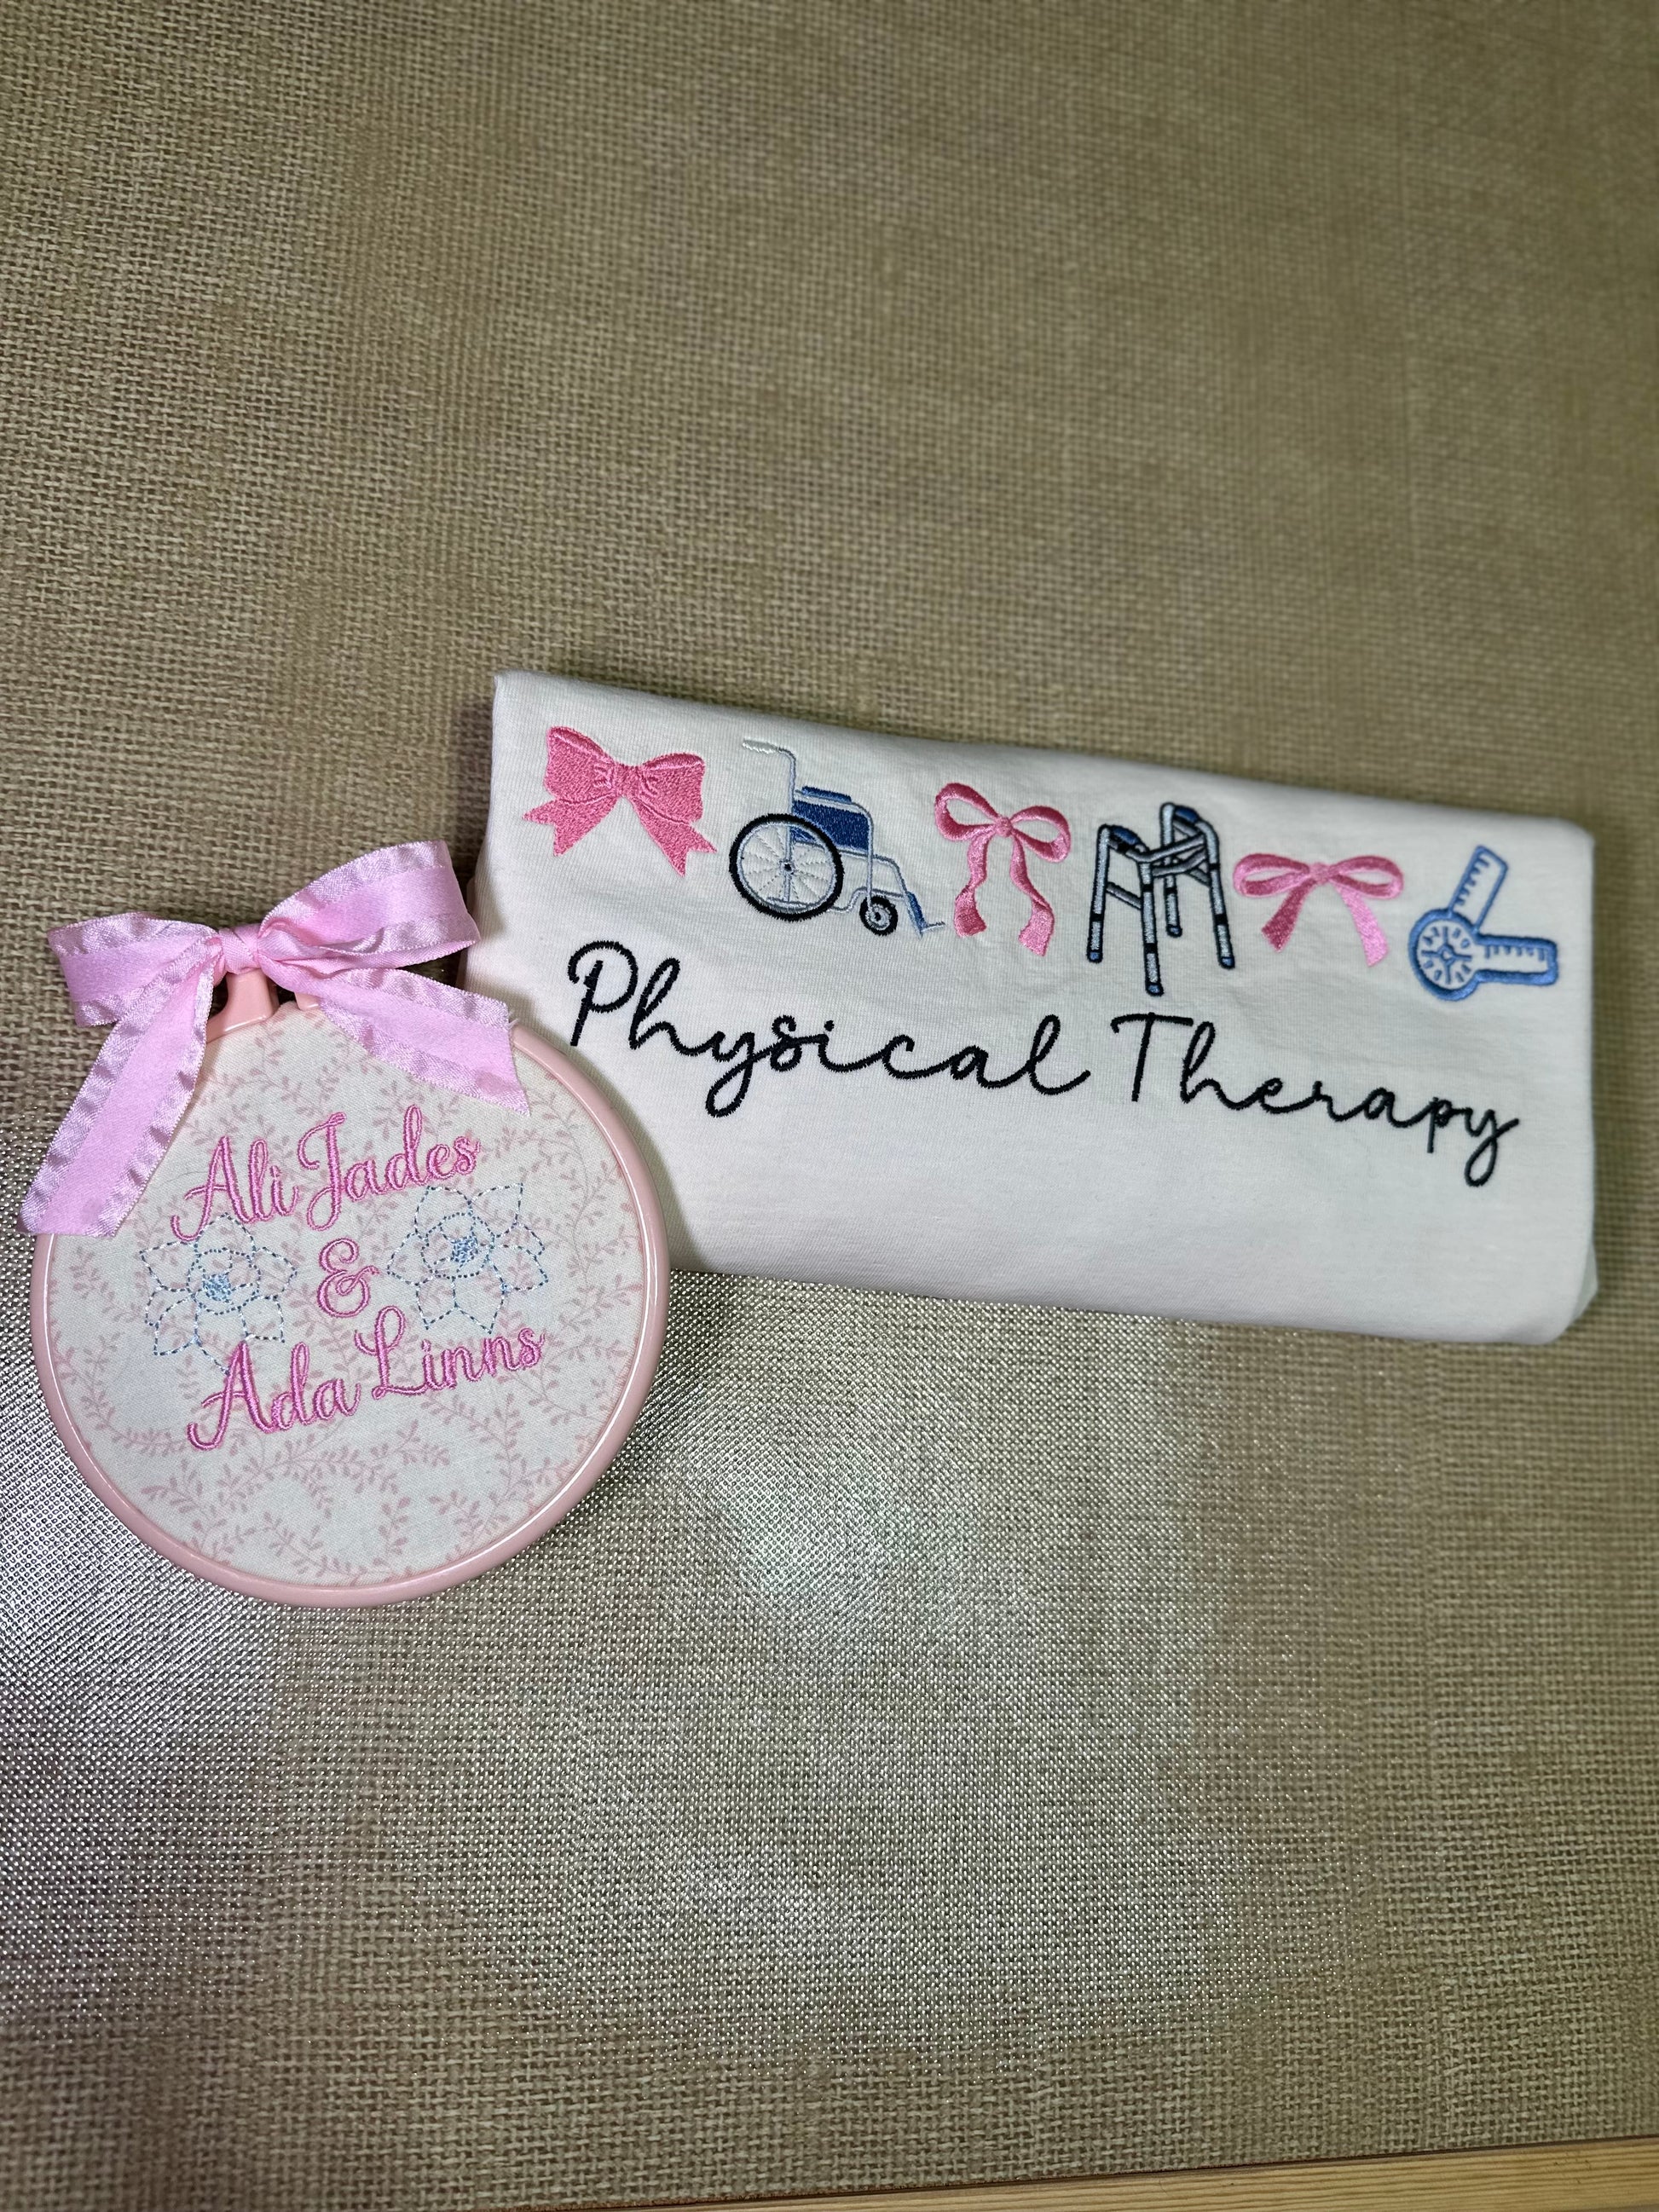 Ali Jades
&
Ada Linns
Physical Therapy